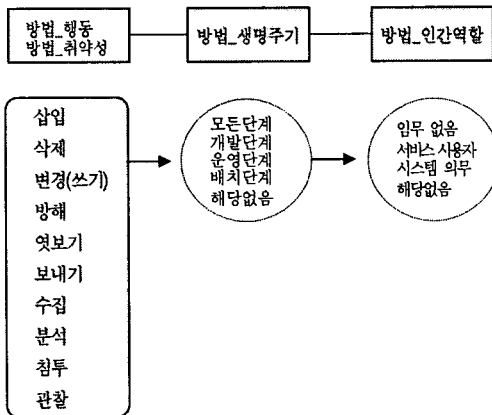 방법_행동
방법_취약성
방법_생명주기
방법_인간역할
삽입
삭제
변경(쓰기)
방해
엿보기
보내기
수집
분석
침투
관찰
모든단계
개발단계
운영단계
배치단계
해당없음
임무 없음
서비스 사용자
시스템 의무
해당없음